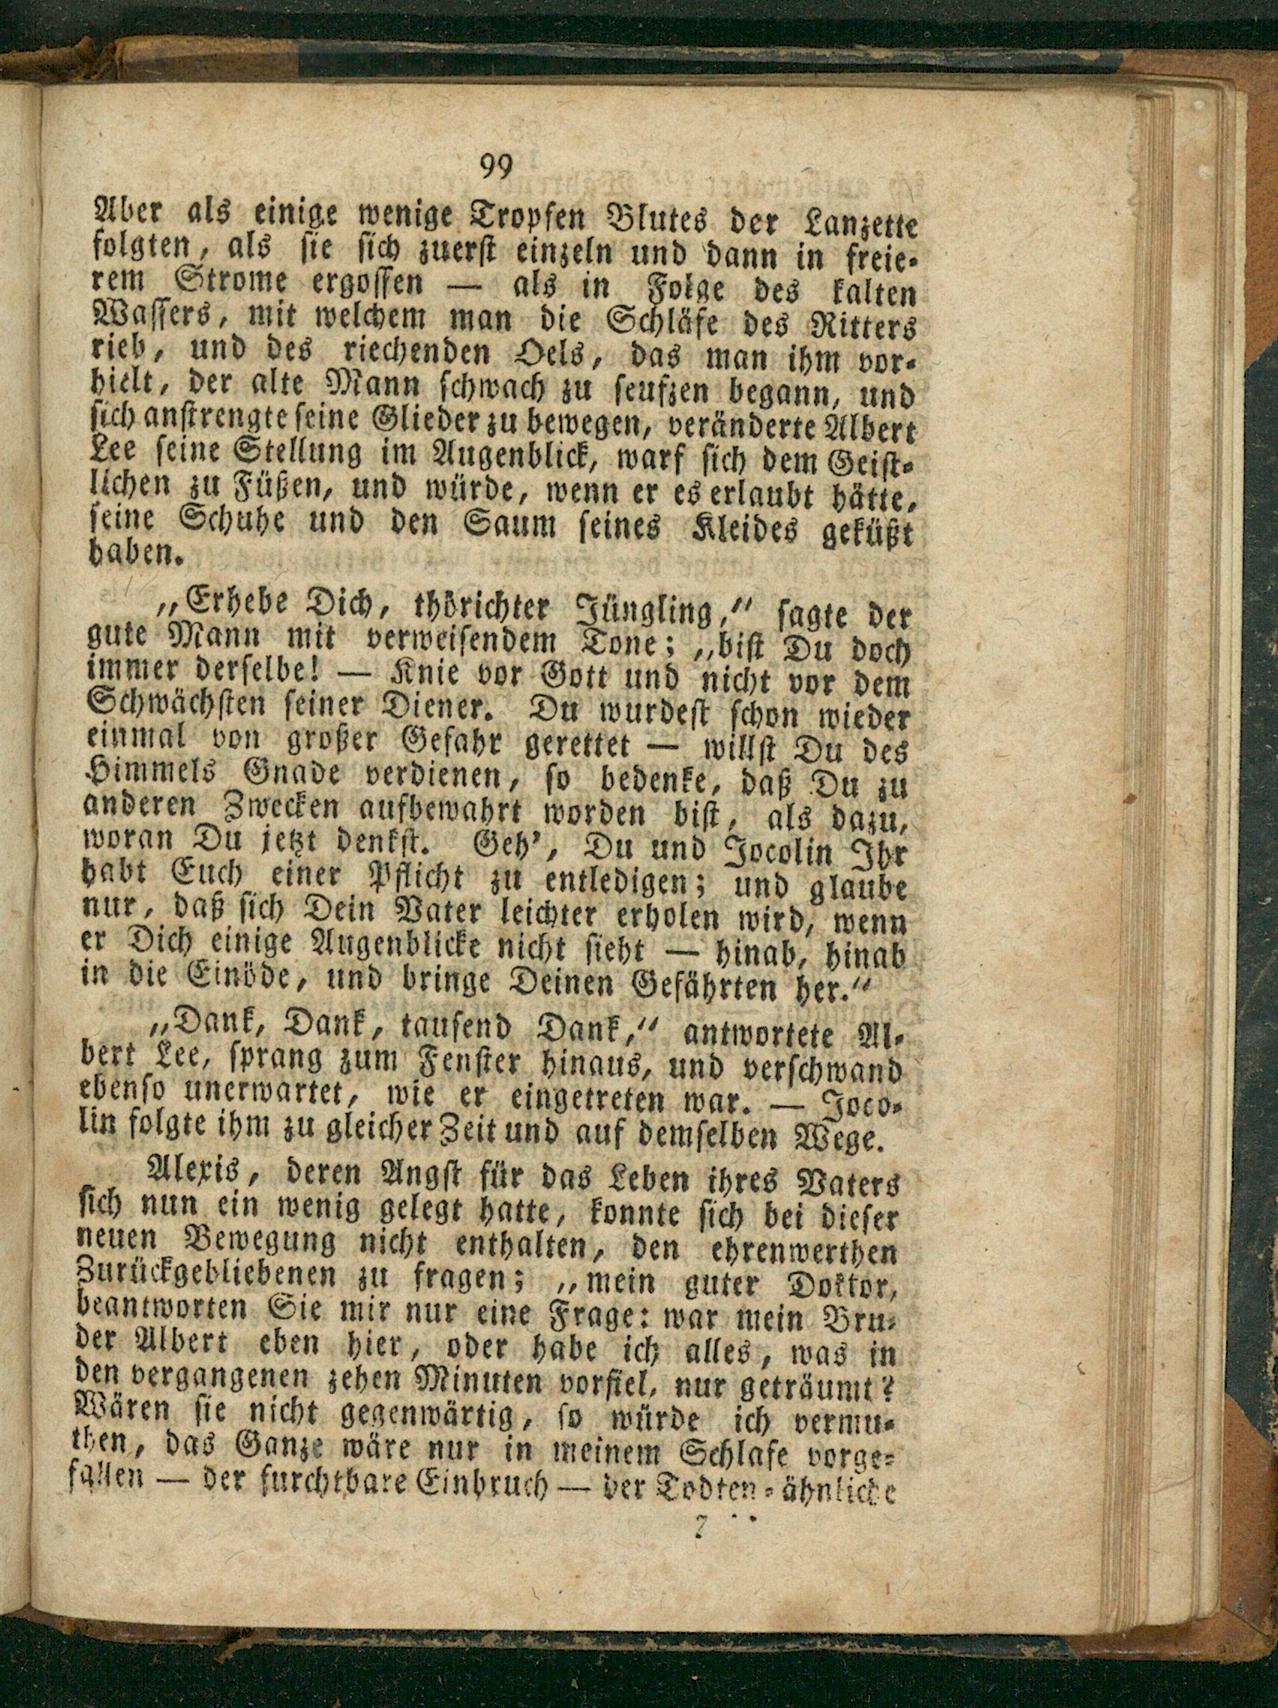 99
Aber als einige wenige Tropfen Blutes der Lanzette
folgten, als sie sich zuerst einzeln und dann in freie-
rem Strome ergossen — als in Folge des kalten
Wassers, mit welchem man die Schläfe des Ritters
rieb, und des riechenden Oels, das man ihm vor-
hielt, der alte Mann schwach zu seufzen begann, und
sich anstrengte seine Glieder zu bewegen, veränderte Albert
Lee seine Stellung im Augenblick, warf sich dem Geist-
lichen zu Füßen, und würde, wenn er es erlaubt hätte,
seine Schuhe und den Saum seines Kleides geküßt
haben.
„Erhebe Dich, thörichter Jüngling,“ sagte der
gute Mann mit verweisendem Tone; „bist Du doch
immer derselbe! — Knie vor Gott und nicht vor dem
Schwächsten seiner Diener. Du wurdest schon wieder
einmal von großer Gefahr gerettet — willst Du des
Himmels Gnade verdienen, so bedenke, daß Du zu
anderen Zwecken aufbewahrt worden bist, als dazu,
woran Du jetzt denkst. Geh', Du und Jocolin Ihr
habt Euch einer Pflicht zu entledigen; und glaube
nur, daß sich Dein Vater leichter erholen wird, wenn
er Dich einige Augenblicke nicht sieht — hinab, hinab
in die Einöde, und bringe Deinen Gefährten her.“
„Dank, Dank, tausend Dank,“ antwortete Al-
bert Lee, sprang zum Fenster hinaus, und verschwand
ebenso unerwartet, wie er eingetreten war. — Joco-
lin folgte ihm zu gleicher Zeit und auf demselben Wege.
Alexis, deren Angst für das Leben ihres Vaters
sich nun ein wenig gelegt hatte, konnte sich bei dieser
neuen Bewegung nicht enthalten, den ehrenwerthen
Zurückgebliebenen zu fragen; „mein guter Doktor,
beantworten Sie mir nur eine Frage: war mein Bru-
der Albert eben hier, oder habe ich alles, was in
den vergangenen zehen Minuten vorfiel, nur geträumt?
Wären sie nicht gegenwärtig, so würde ich vermu-
then, das Ganze wäre nur in meinem Schlafe vorge-
fallen — der furchtbare Einbruch — der Todten-ähnliche
7 ..